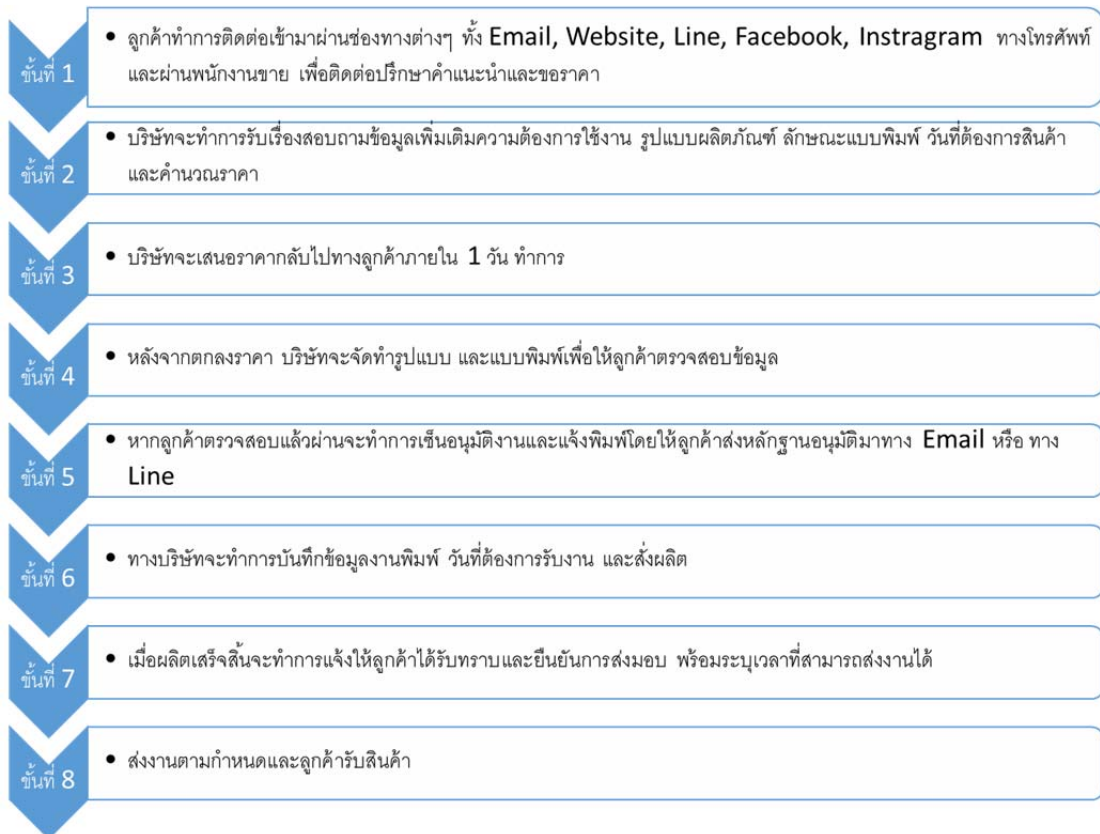 ขั้นที่ 1
• ลูกค้าทำการติดต่อเข้ามาผ่านช่องทางต่างๆ ทั้ง Email, Website, Line, Facebook, Instragram ทางโทรศัพท์
และผ่านพนักงานขาย เพื่อติดต่อปรึกษาคำแนะนำและขอราคา
ขั้นที่ 2
• บริษัทจะทำการรับเรื่องสอบถามข้อมูลเพิ่มเติมความต้องการใช้งาน รูปแบบผลิตภัณฑ์ ลักษณะแบบพิมพ์ วันที่ต้องการสินค้า
และคำนวณราคา
ขั้นที่ 3
• บริษัทจะเสนอราคากลับไปทางลูกค้าภายใน 1 วัน ทำการ
ขั้นที่ 4
• หลังจากตกลงราคา บริษัทจะจัดทำรูปแบบ และแบบพิมพ์เพื่อให้ลูกค้าตรวจสอบข้อมูล
ขั้นที่ 5
• หากลูกค้าตรวจสอบแล้วผ่านจะทำการเซ็นอนุมัติงานและแจ้งพิมพ์โดยให้ลูกค้าส่งหลักฐานอนุมัติมาทาง Email หรือ ทาง
Line
ขั้นที่ 6
• ทางบริษัทจะทำการบันทึกข้อมูลงานพิมพ์ วันที่ต้องการรับงาน และสั่งผลิต
ขั้นที่ 7
• เมื่อผลิตเสร็จสิ้นจะทำการแจ้งให้ลูกค้าได้รับทราบและยืนยันการส่งมอบ พร้อมระบุเวลาที่สามารถส่งงานได้
ขั้นที่ 8
• ส่งงานตามกำหนดและลูกค้ารับสินค้า